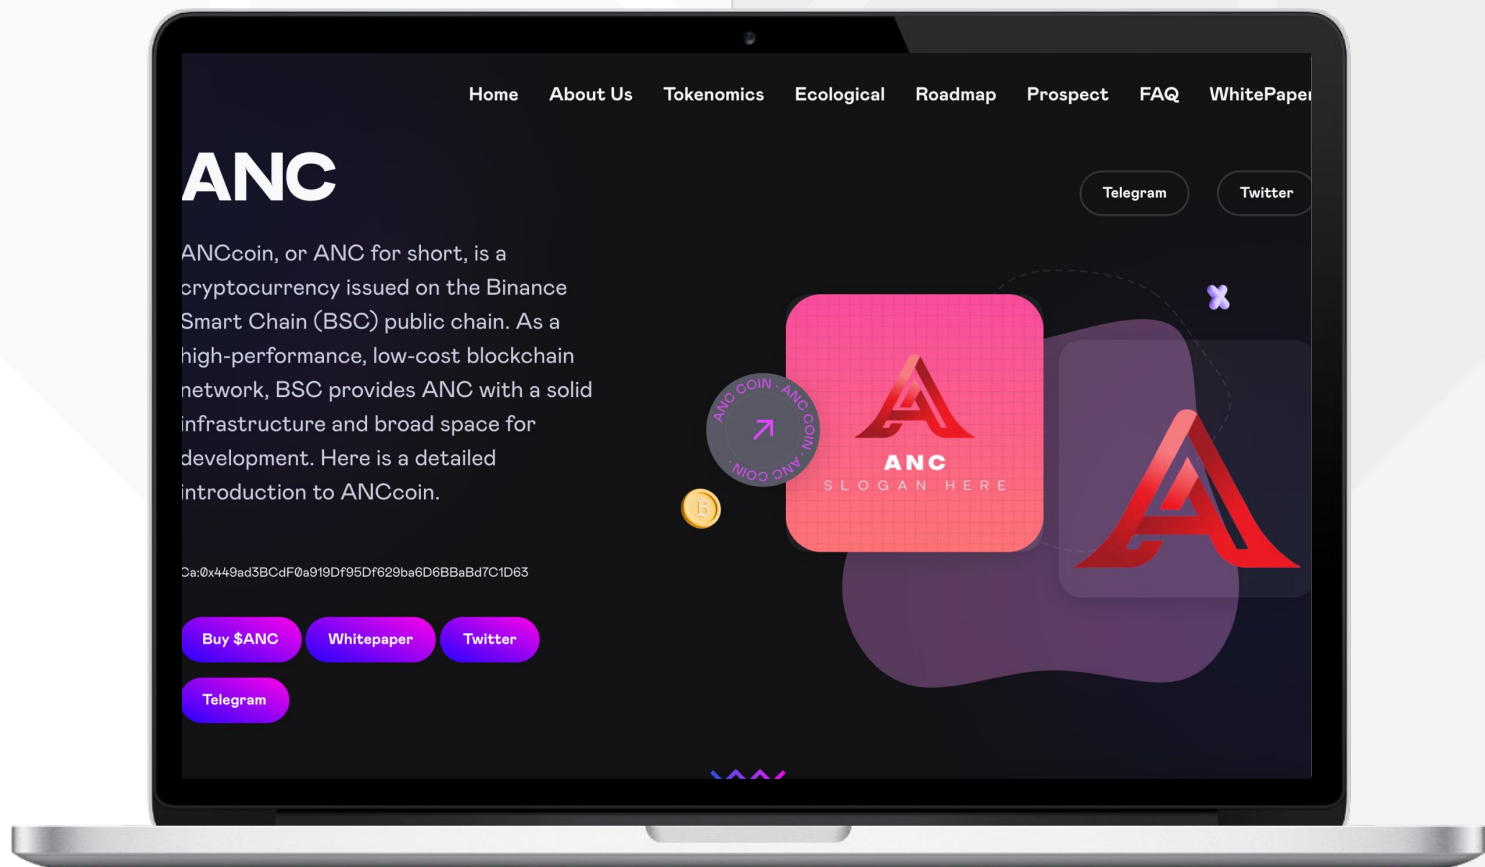 Home About Us Tokenomics Ecological Roadmap Prospect FAQ WhitePaper
ANC
Telegram Twitter
ANCcoin, or ANC for short, is a
cryptocurrency issued on the Binance
Smart Chain (BSC) public chain. As a
high-performance, low-cost blockchain
network, BSC provides ANC with a solid
infrastructure and broad space for
development. Here is a detailed
introduction to ANCcoin.
ANC COIN · ANC COIN · ANC COIN ·
ANC
SLOGAN HERE
Ca:0x449ad3BCdF0a919Df95Df629ba6D6BBaBd7C1D63
Buy $ANC Whitepaper Twitter
Telegram